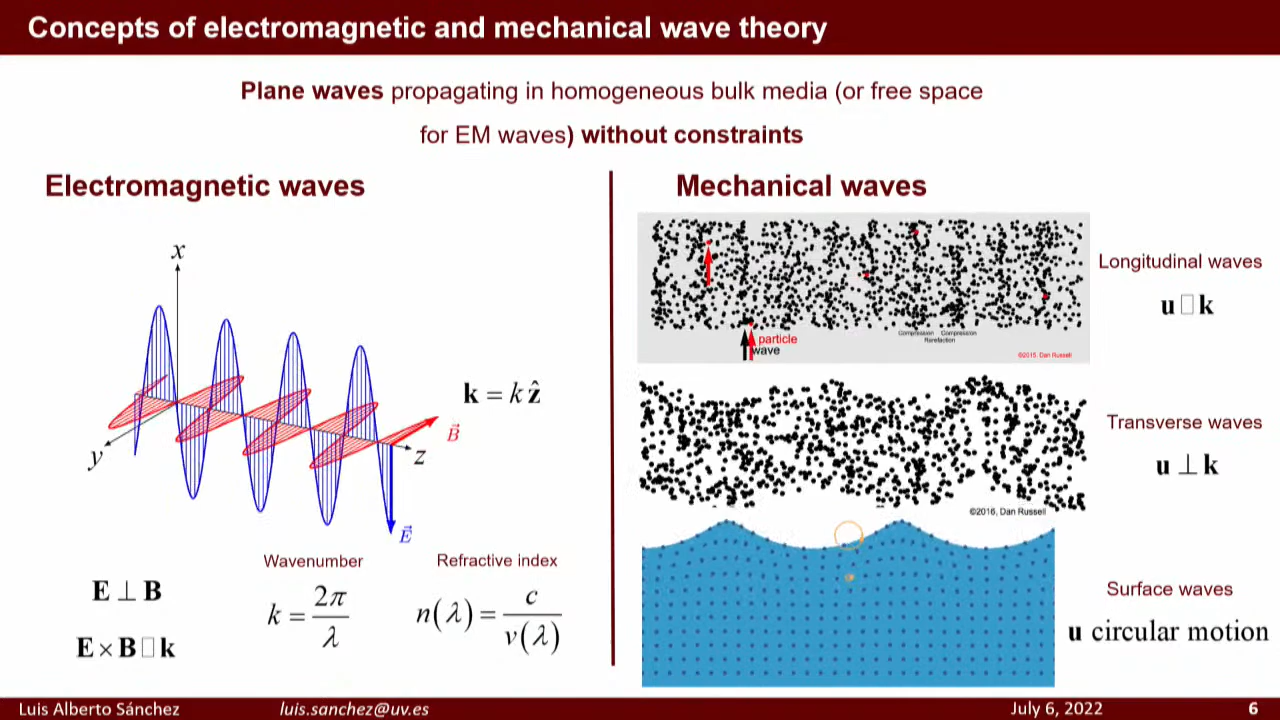 Concepts of electromagnetic and mechanical wave theory
Plane waves propagating in homogeneous bulk media (or free space
for EM waves) without constraints
Electromagnetic waves
x
y
z
k = k ẑ
B⃗
E⃗
E ⊥ B
E × B □ k
Wavenumber
k = 2π / λ
Refractive index
n(λ) = c / v(λ)
Mechanical waves
particle
wave
Compression Compression
Rarefaction
©2015, Dan Russell
Longitudinal waves
u □ k
©2016, Dan Russell
Transverse waves
u ⊥ k
Surface waves
u circular motion
Luis Alberto Sánchez luis.sanchez@uv.es July 6, 2022 6